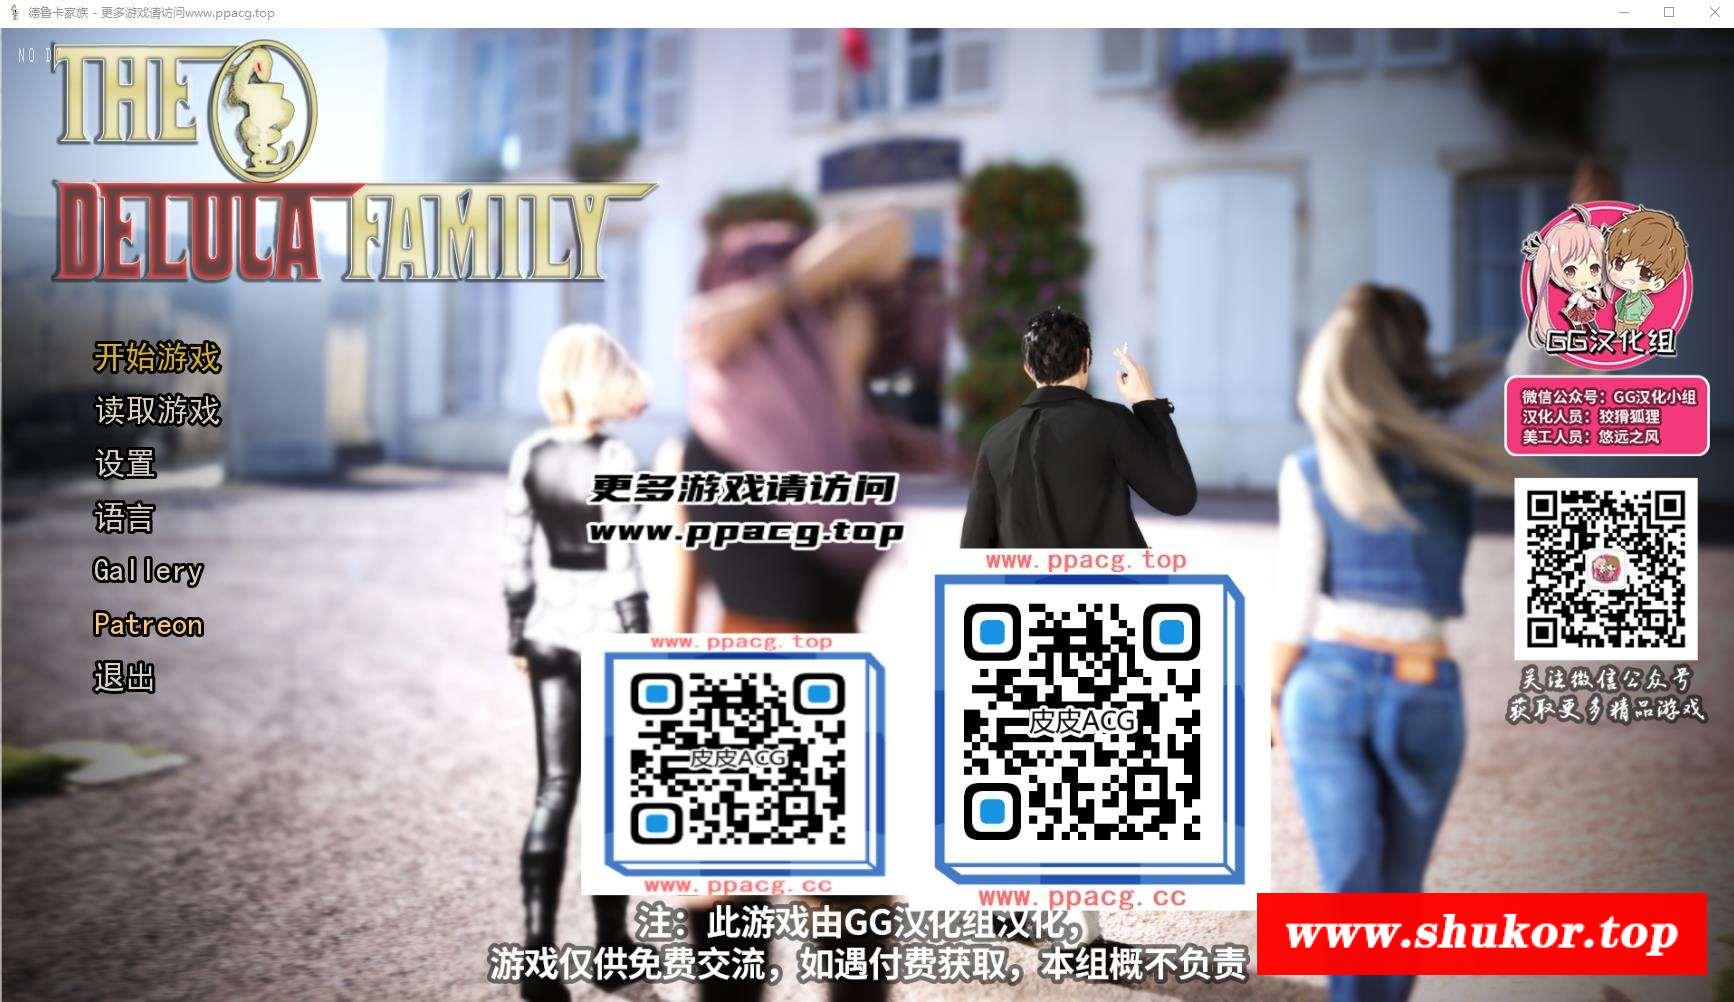 德鲁卡家族 - 更多游戏请访问www.ppacg.top
THE
DELUCA FAMILY
开始游戏
读取游戏
设置
语言
Gallery
Patreon
退出
更多游戏请访问
www.ppacg.top
www.ppacg.top
皮皮ACG
www.ppacg.cc
www.ppacg.top
皮皮ACG
www.ppacg.cc
GG汉化组
微信公众号：GG汉化小组
汉化人员：狡猾狐狸
美工人员：悠远之风
关注微信公众号
获取更多精品游戏
注：此游戏由GG汉化组汉化，
游戏仅供免费交流，如遇付费获取，本组概不负责
www.shukor.top